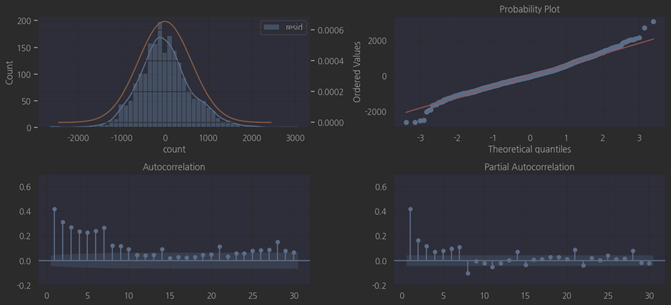 Probability Plot
200
150
100
50
0
Count
resid
0.0006
0.0004
0.0002
0.0000
-2000 -1000 0 1000 2000 3000
count
2000
0
-2000
Ordered Values
-3 -2 -1 0 1 2 3
Theoretical quantiles
Autocorrelation
0.6
0.4
0.2
0.0
-0.2
0 5 10 15 20 25 30
Partial Autocorrelation
0.6
0.4
0.2
0.0
-0.2
0 5 10 15 20 25 30